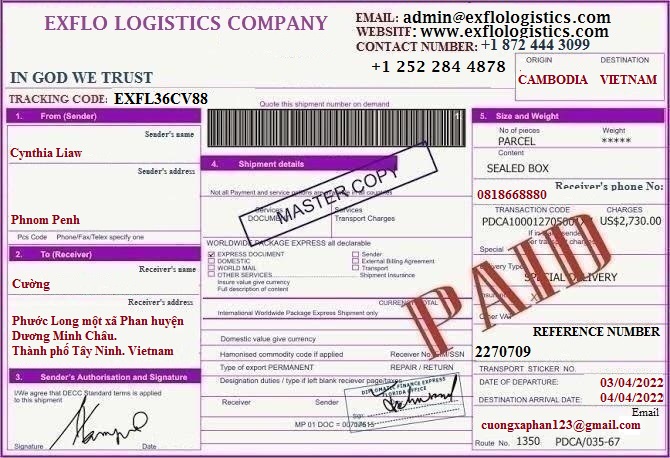 EXFLO LOGISTICS COMPANY
EMAIL: admin@exflologistics.com
WEBSITE: www.exflologistics.com
CONTACT NUMBER: +1 872 444 3099
+1 252 284 4878
IN GOD WE TRUST
ORIGIN DESTINATION
CAMBODIA VIETNAM
TRACKING CODE: EXFL36CV88
Quote this shipment number on demand
1. From (Sender)
Sender's name
Cynthia Liaw
Sender's address
Phnom Penh
Pcs Code Phone/Fax/Telex specify one
2. To (Receiver)
Receiver's name
Cường
Receiver's address
Phước Long một xã Phan huyện
Dương Minh Châu.
Thành phố Tây Ninh. Vietnam
3. Sender's Authorisation and Signature
I/We agree that DECC Standard terms is applied
to this shipment
Signature Date
4. Shipment details
Not all Payment and service options are available in all countries
Services
DOCUMENT
Services
Transport Charges
MASTER COPY
WORLDWIDE PACKAGE EXPRESS all declarable
EXPRESS DOCUMENT Sender
DOMESTIC External Billing Agreement
WORLD MAIL Transport
OTHER SERVICES Shipment Insurance
Insure value give currency
Full description of content
CURRENCY TOTAL
International Worldwide Package Express Shipment only
Domestic value give currency
Harmonised commodity code if applied Receiver No
Type of export PERMANENT REPAIR / RETURN
Designation duties / type if left blank reciever page/taxes
Receiver Sender
DIPLOMATIC FINANCE EXPRESS
FLORIDA OFFICE
MP 01 DOC =
5. Size and Weight
No of pieces Weight
PARCEL *****
Content
SEALED BOX
Receiver's phone No:
0818668880
TRANSACTION CODE CHARGES
US$2,730.00
Special
Delivery Type
SPECIAL DELIVERY
PAID
REFERENCE NUMBER
2270709
TRANSPORT STICKER NO.
DATE OF DEPARTURE: 03/04/2022
DESTINATION ARRIVAL DATE: 04/04/2022
Email
cuongxaphan123@gmail.com
Route No. 1350 PDCA/035-67